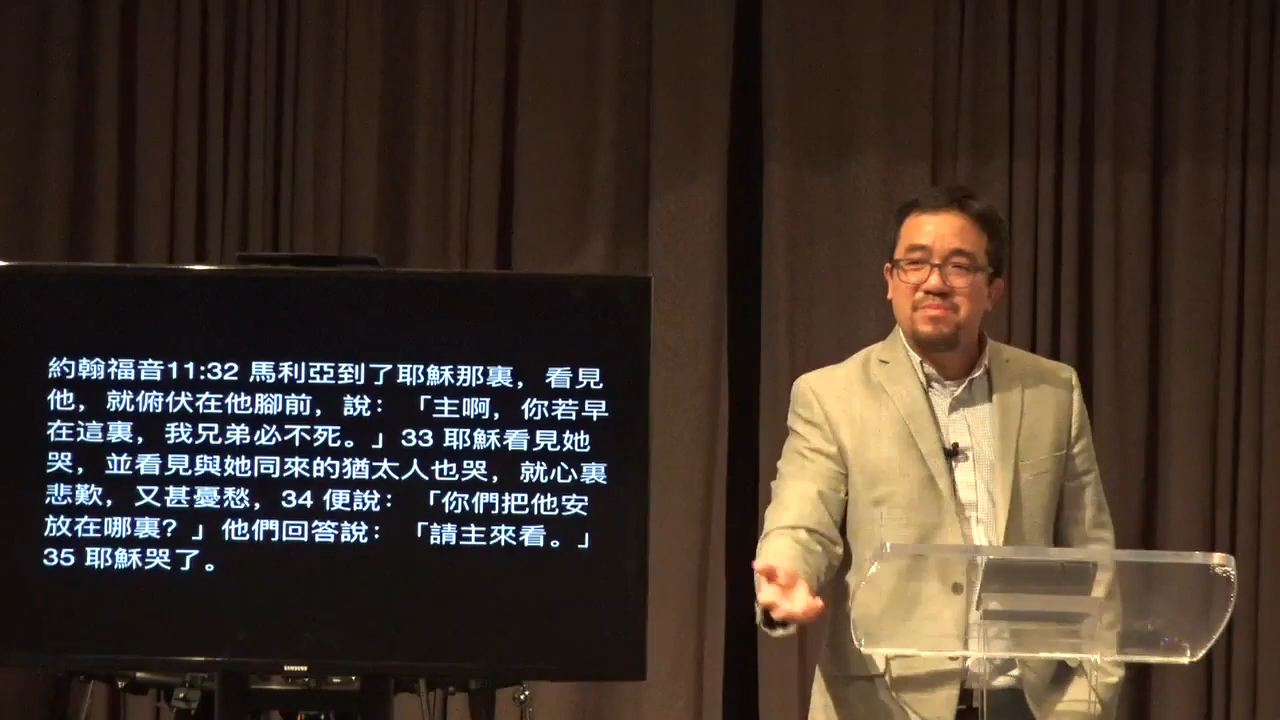 約翰福音11:32 馬利亞到了耶穌那裏，看見
他，就俯伏在他腳前，說：「主啊，你若早
在這裏，我兄弟必不死。」33 耶穌看見她
哭，並看見與她同來的猶太人也哭，就心裏
悲歎，又甚憂愁，34 便說：「你們把他安
放在哪裏？」他們回答說：「請主來看。」
35 耶穌哭了。
SAMSUNG